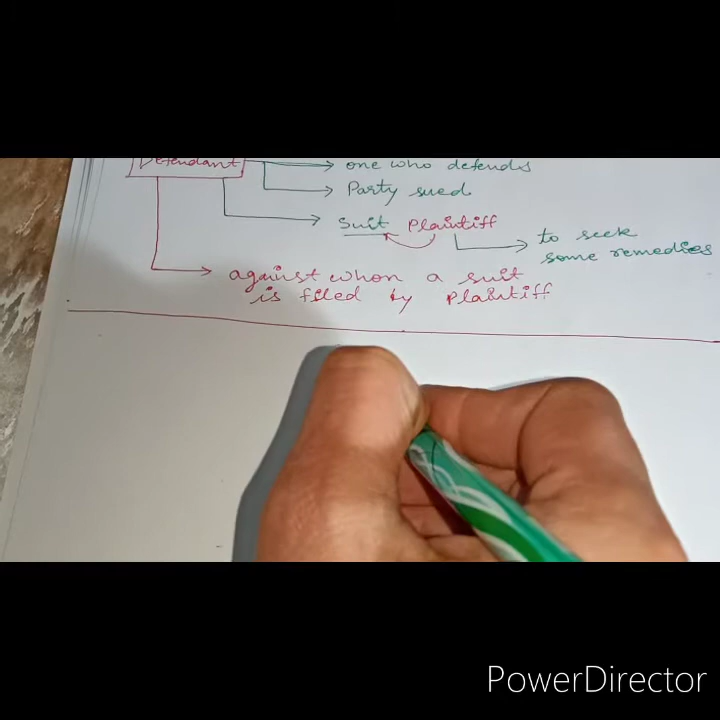 Defendant
one who defends
Party sued
Suit Plaintiff
to seek
some remedies
against whon a suit
is filed by plaintiff
PowerDirector